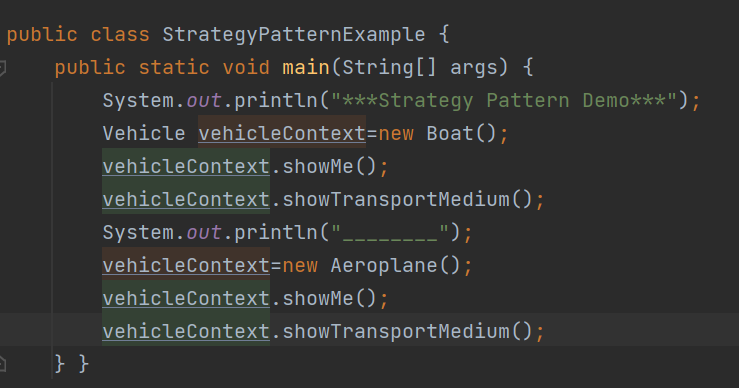 public class StrategyPatternExample {
    public static void main(String[] args) {
        System.out.println("***Strategy Pattern Demo***");
        Vehicle vehicleContext=new Boat();
        vehicleContext.showMe();
        vehicleContext.showTransportMedium();
        System.out.println("________");
        vehicleContext=new Aeroplane();
        vehicleContext.showMe();
        vehicleContext.showTransportMedium();
    } }